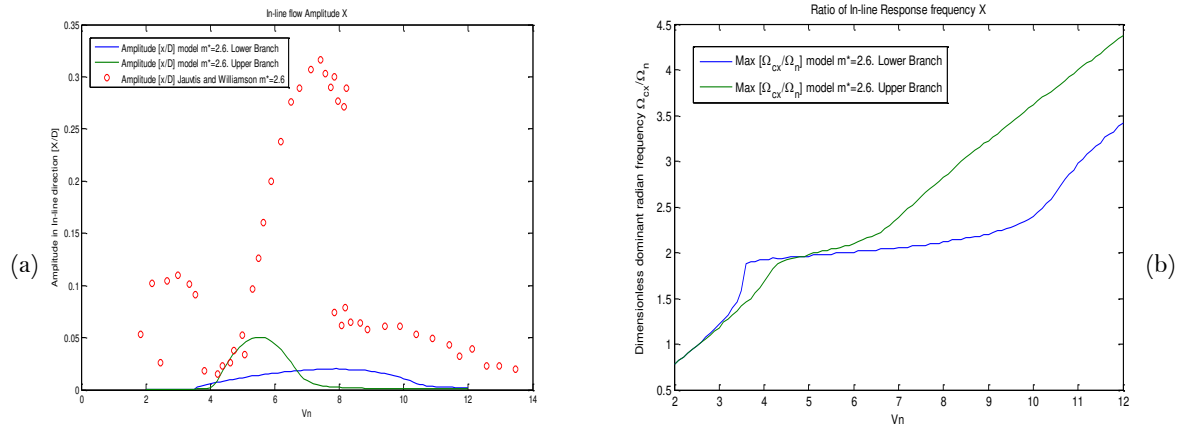 In-line flow Amplitude X
Amplitude [x/D] model m*=2.6. Lower Branch
Amplitude [x/D] model m*=2.6. Upper Branch
Amplitude [x/D] Jauvtis and Williamson m*=2.6
Amplitude in In-line direction [X/D]
0.35
0.3
0.25
0.2
0.15
0.1
0.05
0
0 2 4 6 8 10 12 14
Vn
(a)
Ratio of In-line Response frequency X
Max [Ω_cx/Ω_n] model m*=2.6. Lower Branch
Max [Ω_cx/Ω_n] model m*=2.6. Upper Branch
Dimensionless dominant radian frequency Ω_cx/Ω_n
4.5
4
3.5
3
2.5
2
1.5
1
0.5
2 3 4 5 6 7 8 9 10 11 12
Vn
(b)